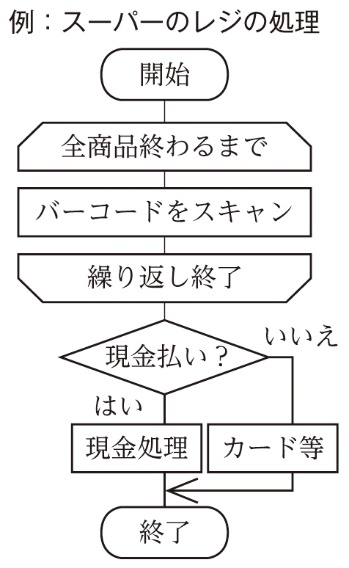 例：スーパーのレジの処理
開始
全商品終わるまで
バーコードをスキャン
繰り返し終了
現金払い？
いいえ
はい
現金処理
カード等
終了